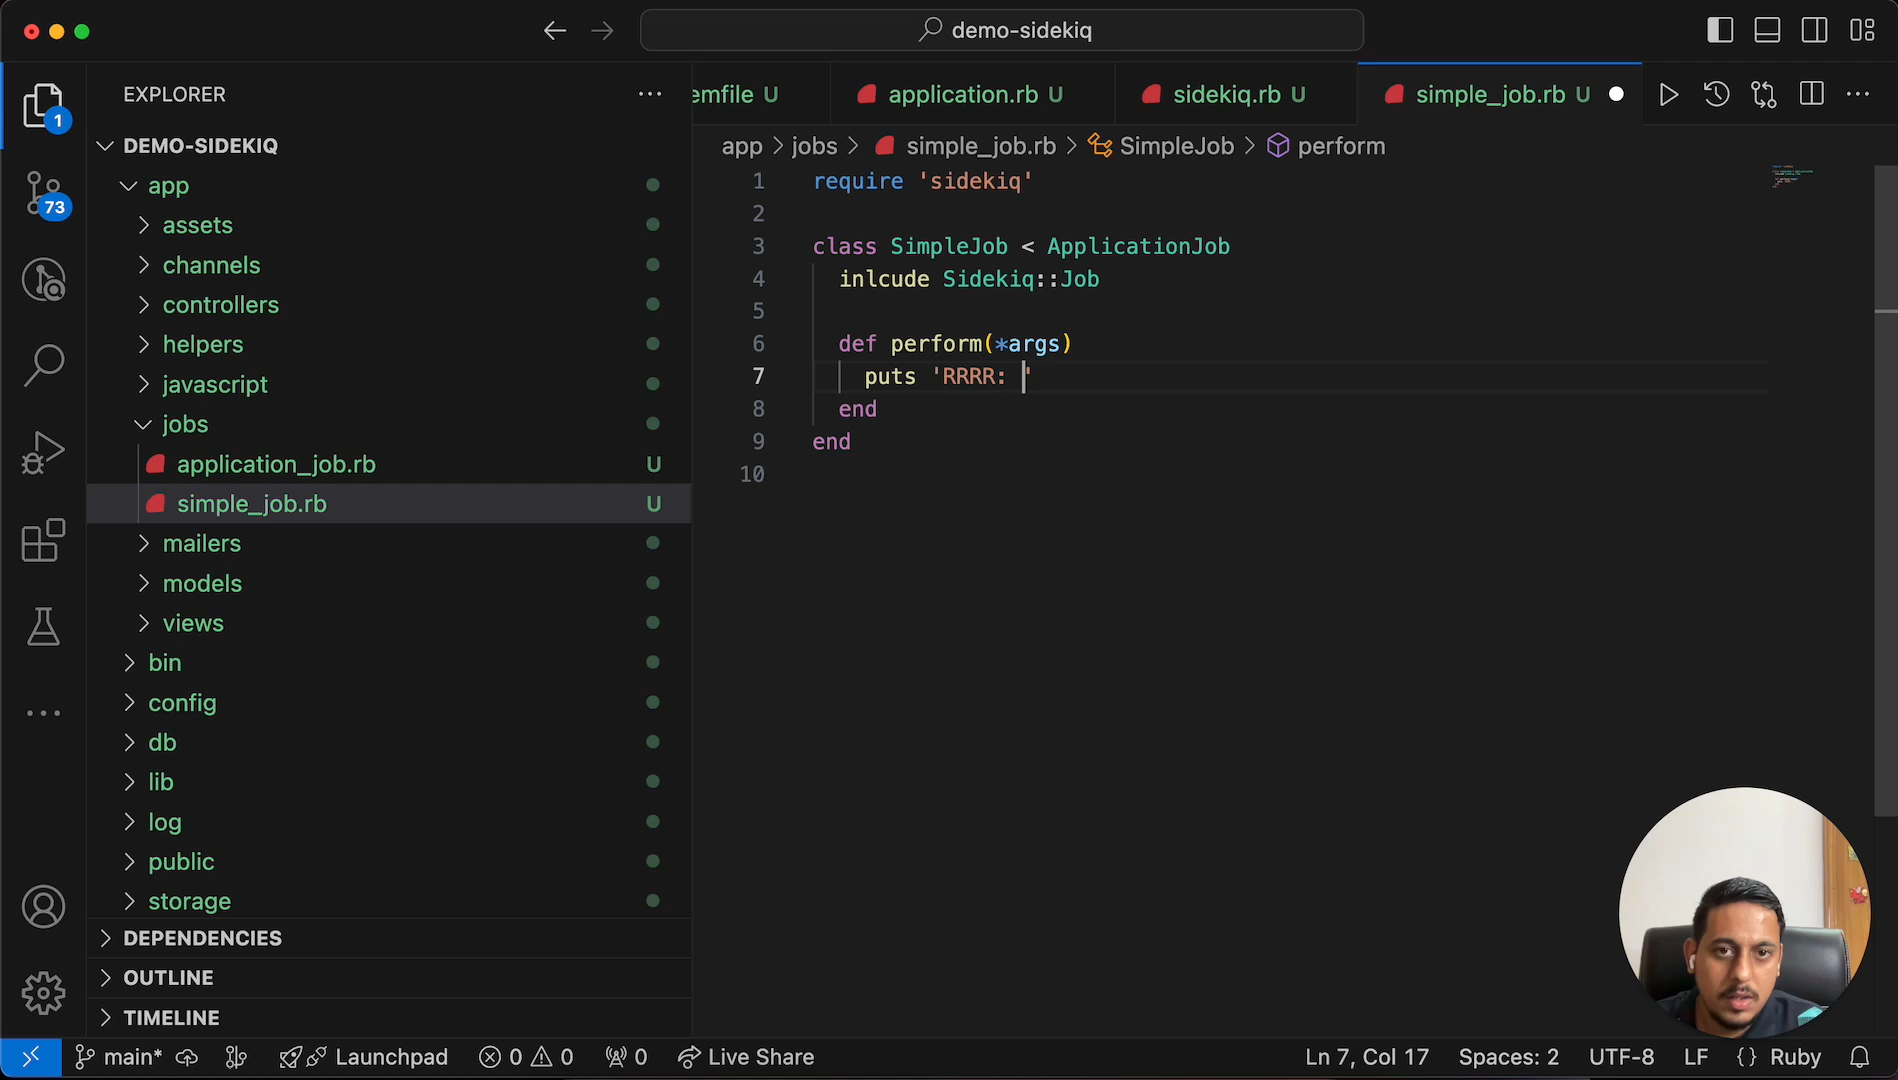 demo-sidekiq
EXPLORER
emfile U
application.rb U
sidekiq.rb U
simple_job.rb U
1
73
DEMO-SIDEKIQ
app
assets
channels
controllers
helpers
javascript
jobs
application_job.rb U
simple_job.rb U
mailers
models
views
bin
config
db
lib
log
public
storage
DEPENDENCIES
OUTLINE
TIMELINE
app > jobs > simple_job.rb > SimpleJob > perform
1 require 'sidekiq'
2
3 class SimpleJob < ApplicationJob
4 inlcude Sidekiq::Job
5
6 def perform(*args)
7 puts 'RRRR: '
8 end
9 end
10
main* Launchpad 0 0 0 Live Share Ln 7, Col 17 Spaces: 2 UTF-8 LF {} Ruby